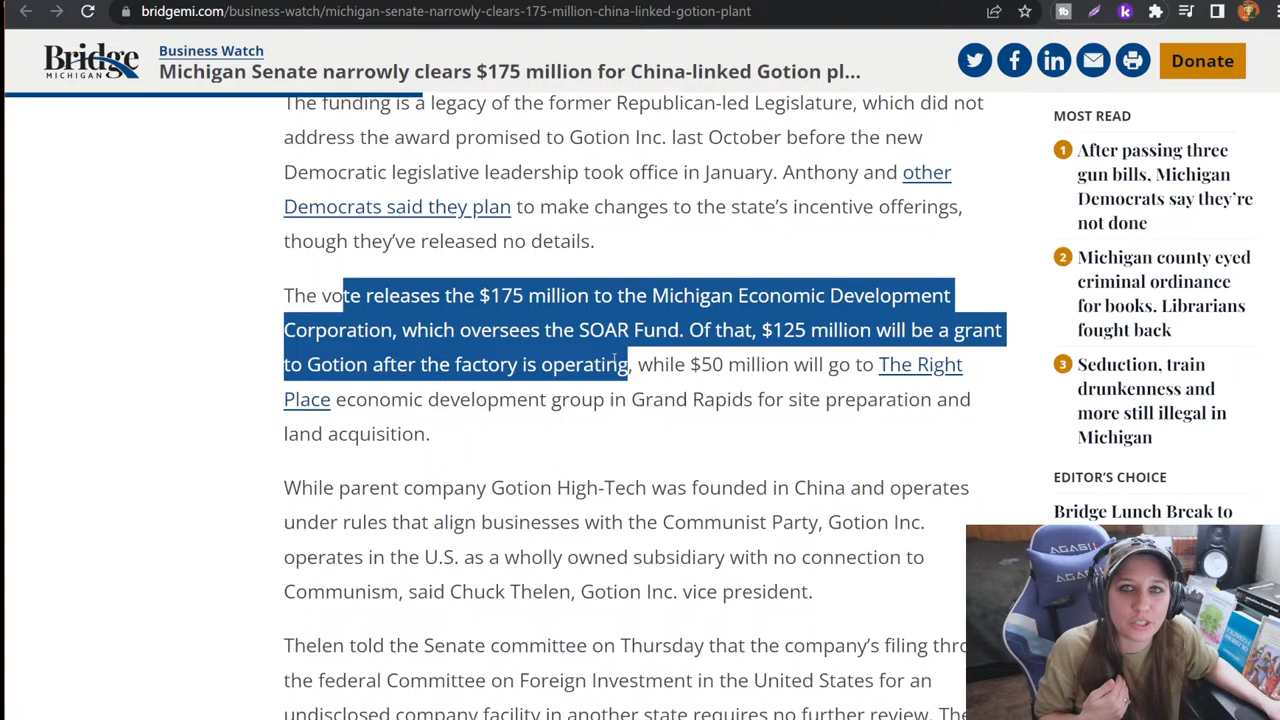 bridgemi.com/business-watch/michigan-senate-narrowly-clears-175-million-china-linked-gotion-plant
Bridge
MICHIGAN
Business Watch
Michigan Senate narrowly clears $175 million for China-linked Gotion pl...
Donate
The funding is a legacy of the former Republican-led Legislature, which did not
address the award promised to Gotion Inc. last October before the new
Democratic legislative leadership took office in January. Anthony and other
Democrats said they plan to make changes to the state's incentive offerings,
though they've released no details.
The vote releases the $175 million to the Michigan Economic Development
Corporation, which oversees the SOAR Fund. Of that, $125 million will be a grant
to Gotion after the factory is operating, while $50 million will go to The Right
Place economic development group in Grand Rapids for site preparation and
land acquisition.
While parent company Gotion High-Tech was founded in China and operates
under rules that align businesses with the Communist Party, Gotion Inc.
operates in the U.S. as a wholly owned subsidiary with no connection to
Communism, said Chuck Thelen, Gotion Inc. vice president.
Thelen told the Senate committee on Thursday that the company's filing thro
the federal Committee on Foreign Investment in the United States for an
undisclosed company facility in another state requires no further review. The
MOST READ
1 After passing three
gun bills, Michigan
Democrats say they're
not done
2 Michigan county eyed
criminal ordinance
for books. Librarians
fought back
3 Seduction, train
drunkenness and
more still illegal in
Michigan
EDITOR'S CHOICE
Bridge Lunch Break to